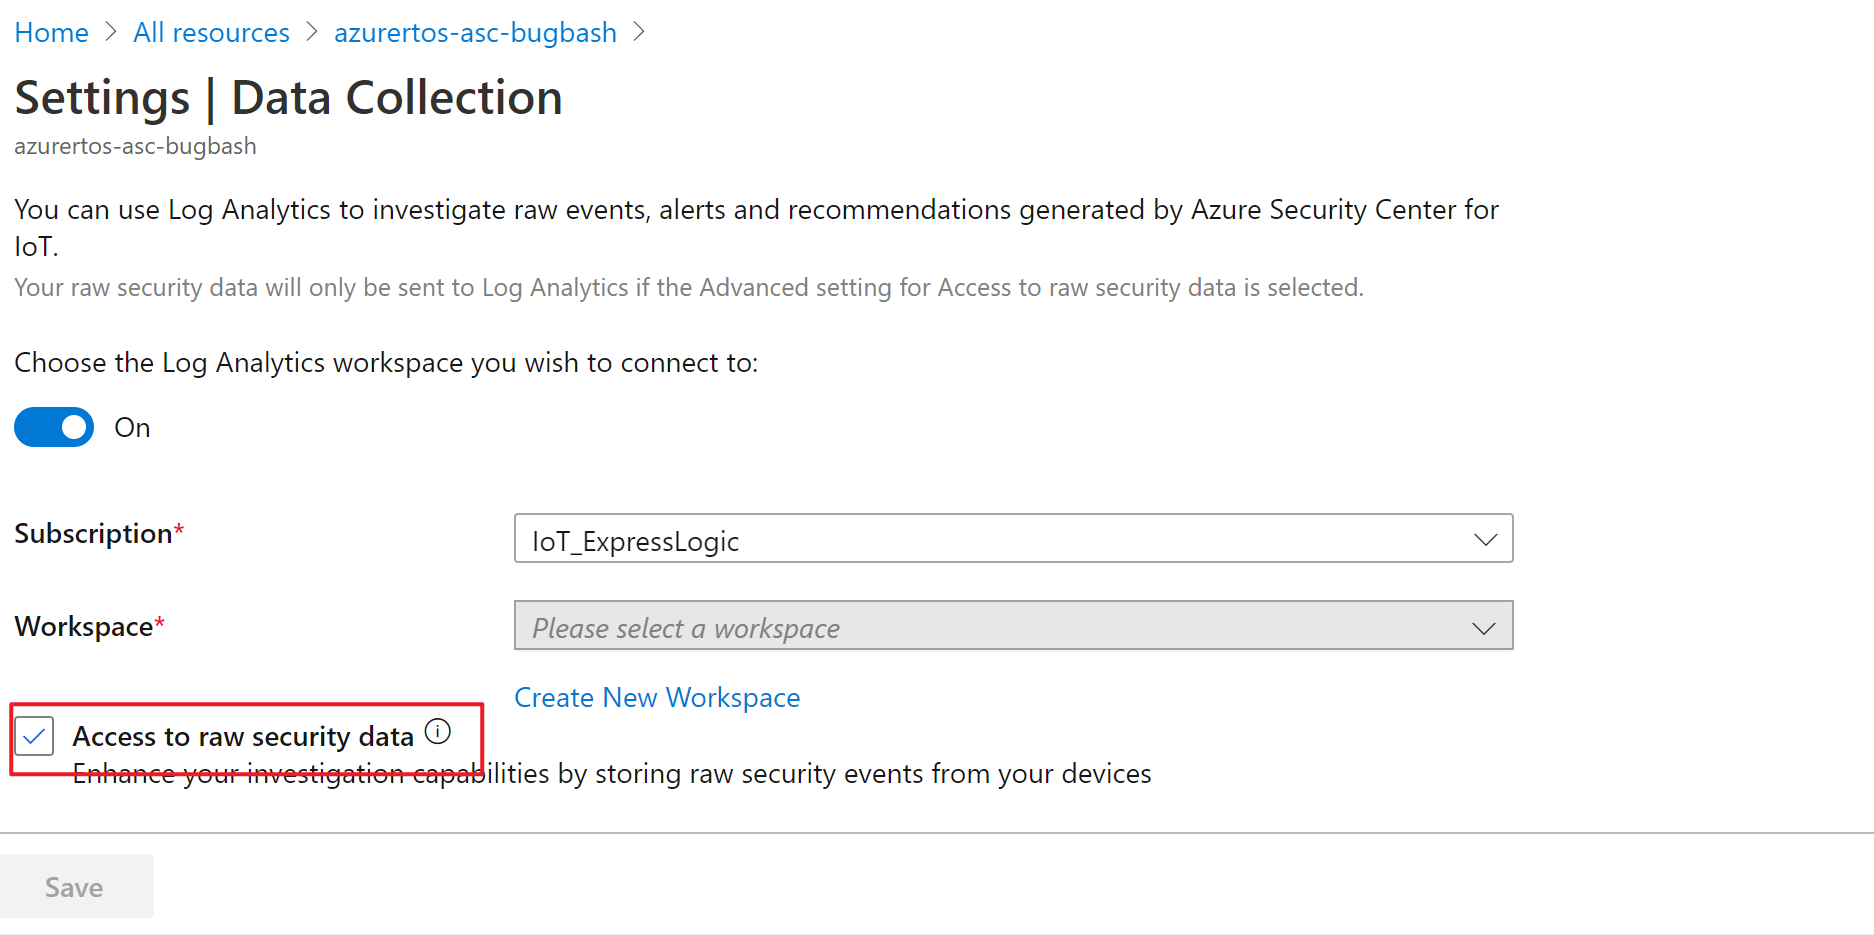 Home > All resources > azurertos-asc-bugbash >
Settings | Data Collection
azurertos-asc-bugbash
You can use Log Analytics to investigate raw events, alerts and recommendations generated by Azure Security Center for
IoT.
Your raw security data will only be sent to Log Analytics if the Advanced setting for Access to raw security data is selected.
Choose the Log Analytics workspace you wish to connect to:
On
Subscription*
IoT_ExpressLogic
Workspace*
Please select a workspace
Create New Workspace
Access to raw security data
Enhance your investigation capabilities by storing raw security events from your devices
Save